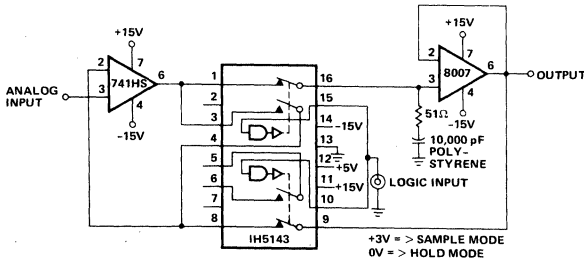 +15V
7
2
741HS
6
ANALOG
INPUT
3
4
−15V
1
2
3
4
5
6
7
8
16
15
14
−15V
13
12
+5V
11
+15V
10
9
IH5143
+15V
7
2
8007
6
3
4
−15V
OUTPUT
51Ω
10,000 pF
POLY-
STYRENE
LOGIC INPUT
+3V = > SAMPLE MODE
0V = > HOLD MODE